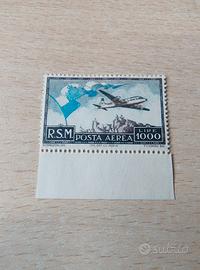 R.S.M.
POSTA AEREA
LIRE
1000
subito